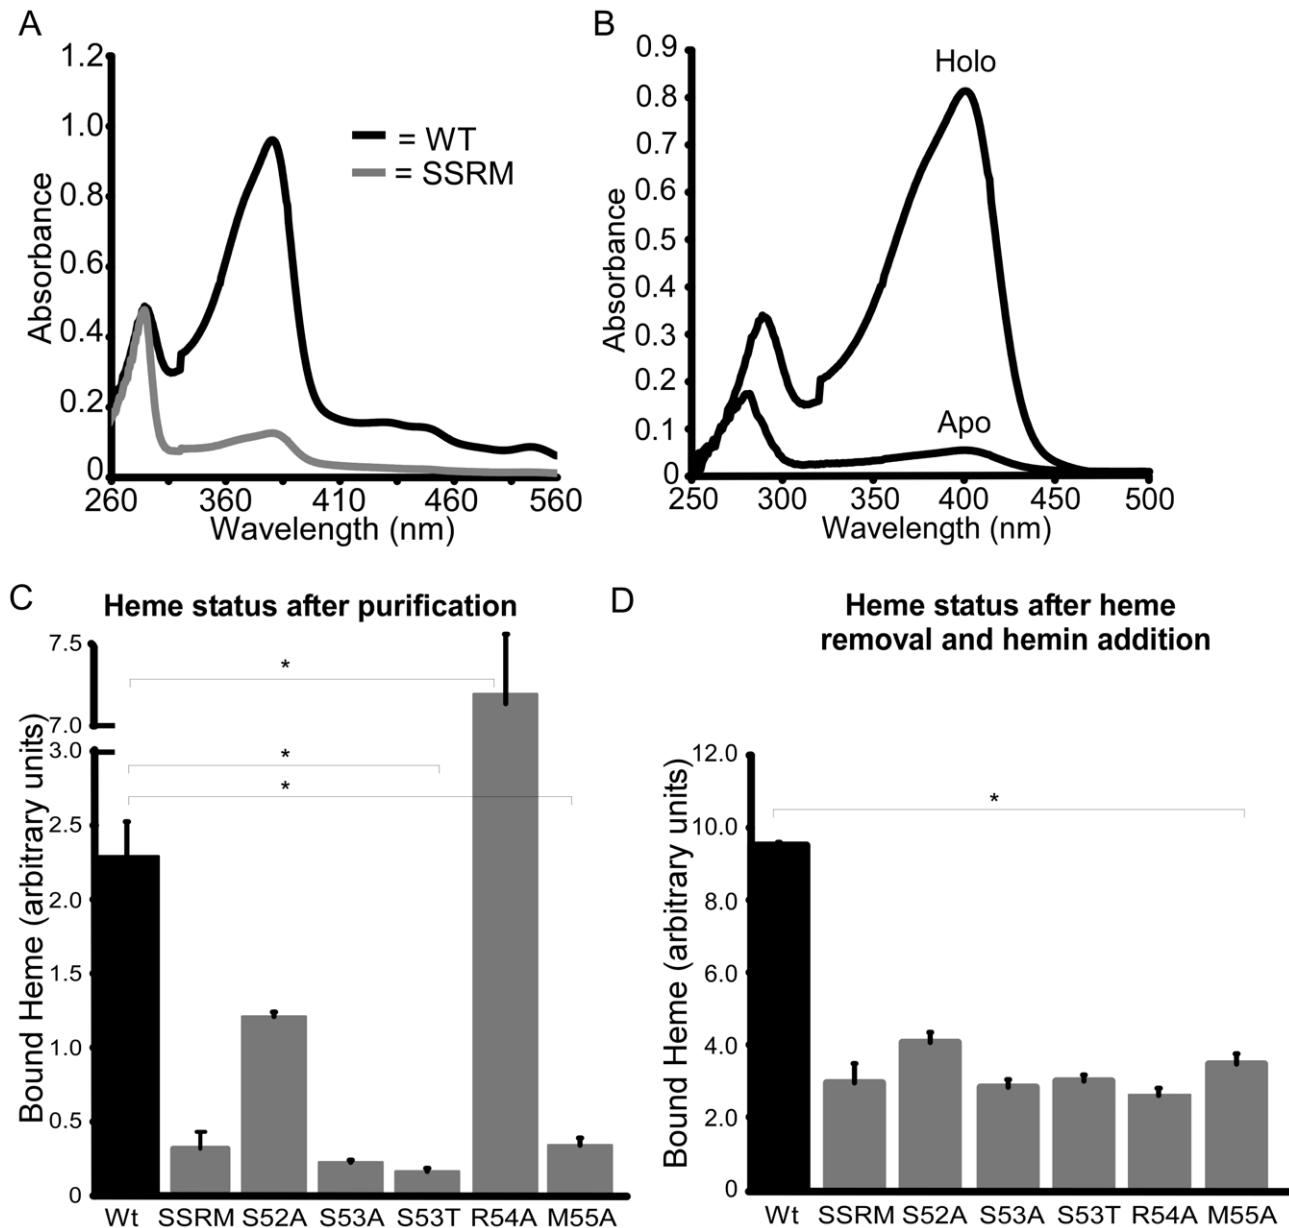 A
1.2
1.0
0.8
0.6
0.4
0.2
0
Absorbance
= WT
= SSRM
260 360 410 460 560
Wavelength (nm)
B
0.9
0.8
0.7
0.6
0.5
0.4
0.3
0.2
0.1
0
Absorbance
Holo
Apo
250 300 350 400 450 500
Wavelength (nm)
C
Heme status after purification
7.5
7.0
3.0
2.5
2.0
1.5
1.0
0.5
0
Bound Heme (arbitrary units)
*
*
*
Wt SSRM S52A S53A S53T R54A M55A
D
Heme status after heme
removal and hemin addition
12.0
10.0
8.0
6.0
4.0
2.0
0
Bound Heme (arbitrary units)
*
Wt SSRM S52A S53A S53T R54A M55A